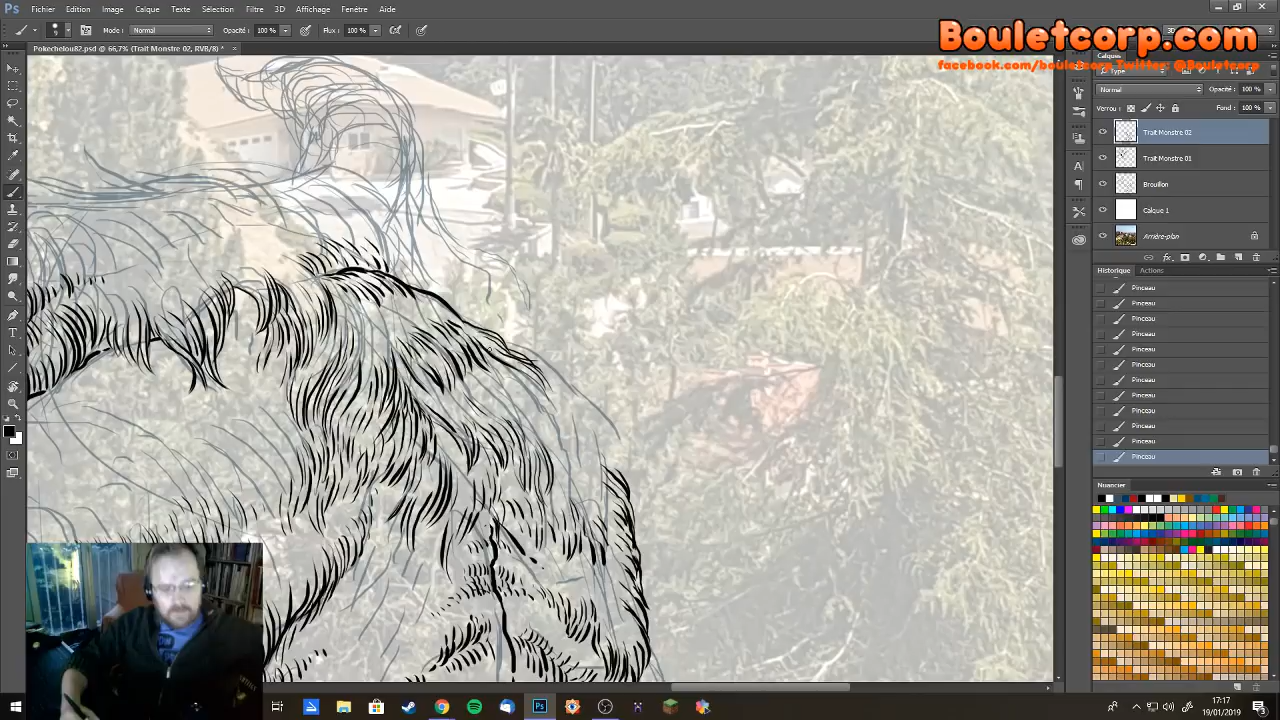 Ps Fichier Edition Image Calque Texte Sélection Filtre 3D Affichage Fenêtre Aide
Mode : Normal Opacité : 100 % Flux : 100 %
Bouletcorp.com
facebook.com/bouletcorp Twitter: @Bouletcorp
Pokechelou82.psd @ 66,7% (Trait Monstre 02, RVB/8) *
Calques
Type
Normal Opacité : 100 %
Verrou : Fond : 100 %
Trait Monstre 02
Trait Monstre 01
Brouillon
Calque 1
Arrière-plan
Historique Actions
Pinceau
Pinceau
Pinceau
Pinceau
Pinceau
Pinceau
Pinceau
Pinceau
Pinceau
Pinceau
Pinceau
Pinceau
Nuancier
17:17
19/01/2019